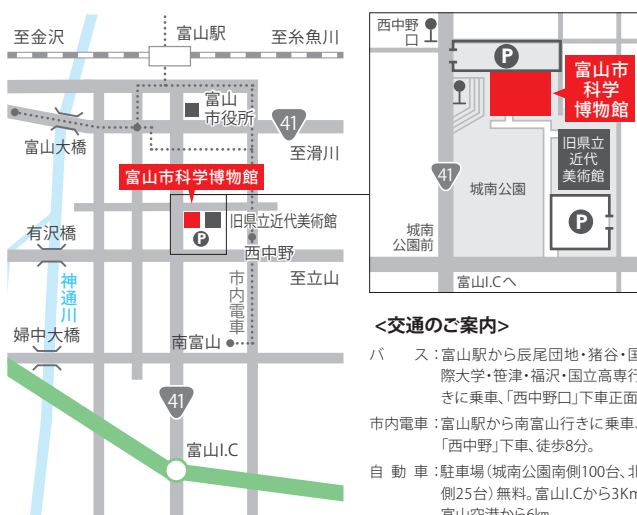 至金沢
富山駅
至糸魚川
富山
市役所
41
富山大橋
至滑川
富山市科学博物館
旧県立近代美術館
P
有沢橋
西中野
神通川
市内電車
至立山
婦中大橋
南富山
41
富山I.C
西中野
口
P
富山市
科学
博物館
旧県立
近代
美術館
41
城南公園
P
城南
公園前
富山I.Cへ
<交通のご案内>
バス：富山駅から辰尾団地・猪谷・国
際大学・笹津・福沢・国立高専行
きに乗車、「西中野口」下車正面
市内電車：富山駅から南富山行きに乗車、
「西中野」下車、徒歩8分。
自動車：駐車場（城南公園南側100台、北
側25台）無料。富山I.Cから3Km
富山空港から6km